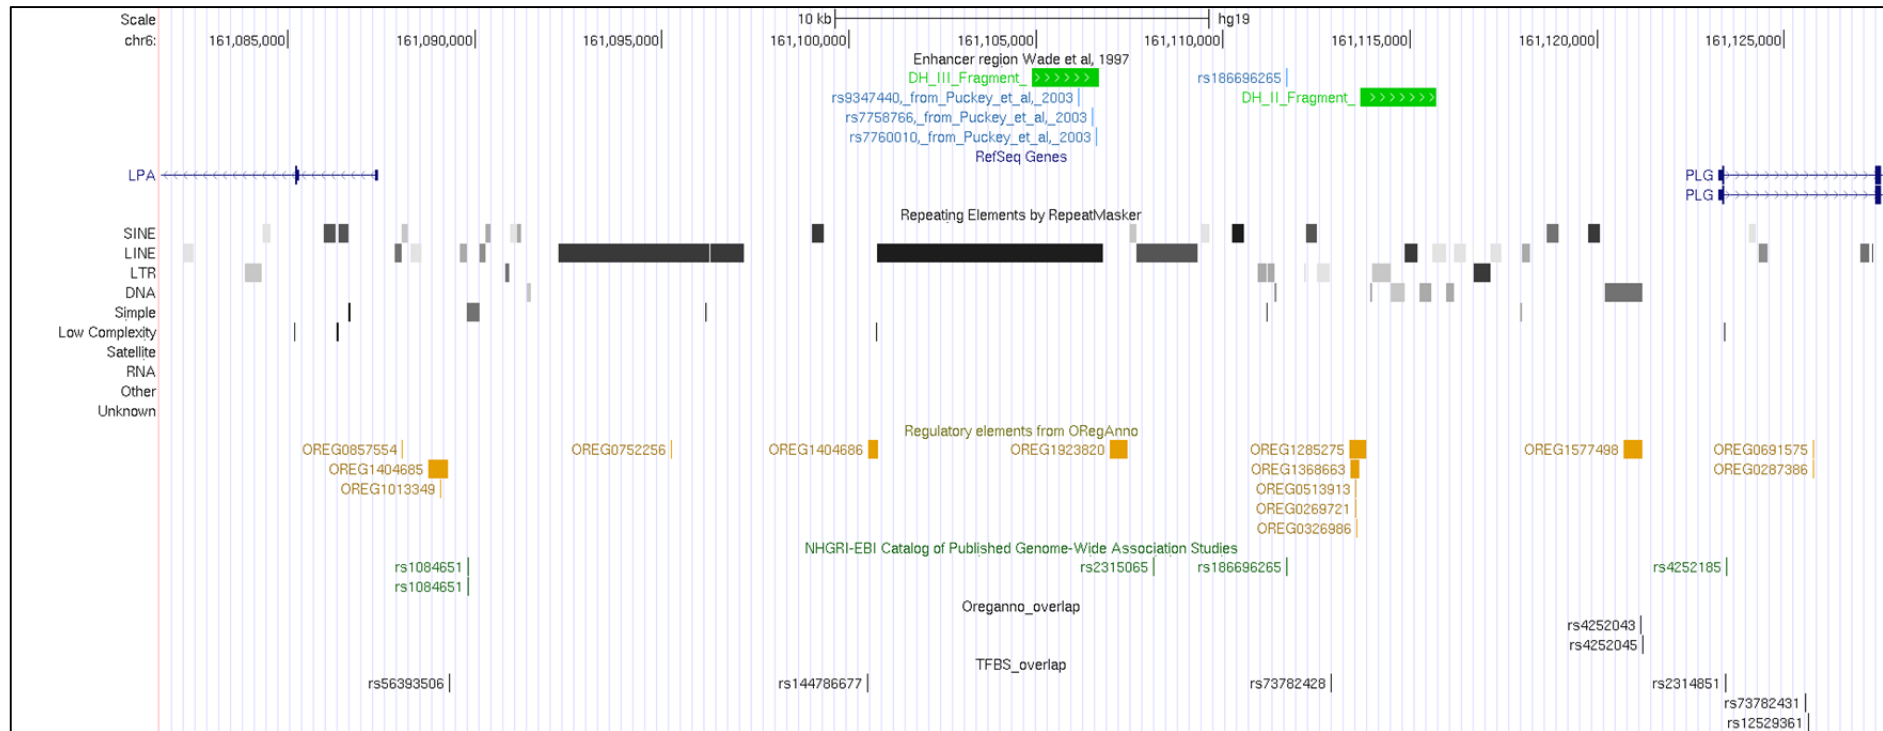 Scale 10 kb hg19
chr6: 161,085,000 161,090,000 161,095,000 161,100,000 161,105,000 161,110,000 161,115,000 161,120,000 161,125,000
Enhancer region Wade et al, 1997
DH_III_Fragment_ rs186696265
rs9347440,_from_Puckey_et_al,_2003 DH_II_Fragment_
rs7758766,_from_Puckey_et_al,_2003
rs7760010,_from_Puckey_et_al,_2003
RefSeq Genes
LPA PLG
PLG
Repeating Elements by RepeatMasker
SINE
LINE
LTR
DNA
Simple
Low Complexity
Satellite
RNA
Other
Unknown
Regulatory elements from ORegAnno
OREG0857554 OREG0752256 OREG1404686 OREG1923820 OREG1285275 OREG1577498 OREG0691575
OREG1404685 OREG1368663 OREG0287386
OREG1013349 OREG0513913
OREG0269721
OREG0326986
NHGRI-EBI Catalog of Published Genome-Wide Association Studies
rs1084651 rs2315065 rs186696265 rs4252185
rs1084651
Oreganno_overlap
rs4252043
rs4252045
TFBS_overlap
rs56393506 rs144786677 rs73782428 rs2314851
rs73782431
rs12529361